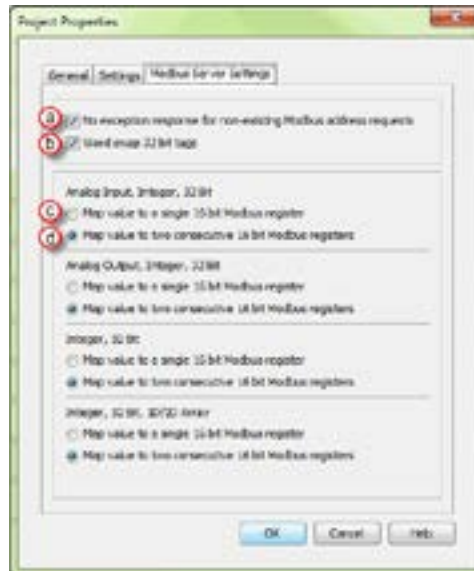 Project Properties
General Settings Modbus Server Settings
a No exception response for non-existing Modbus address requests
b Word swap 32 bit tags
Analog Input, Integer, 32 bit
c Map value to a single 16 bit Modbus register
d Map value to two consecutive 16 bit Modbus registers
Analog Output, Integer, 32 bit
Map value to a single 16 bit Modbus register
Map value to two consecutive 16 bit Modbus registers
Integer, 32 bit
Map value to a single 16 bit Modbus register
Map value to two consecutive 16 bit Modbus registers
Integer, 32 bit, 1D/2D Array
Map value to a single 16 bit Modbus register
Map value to two consecutive 16 bit Modbus registers
OK Cancel Help